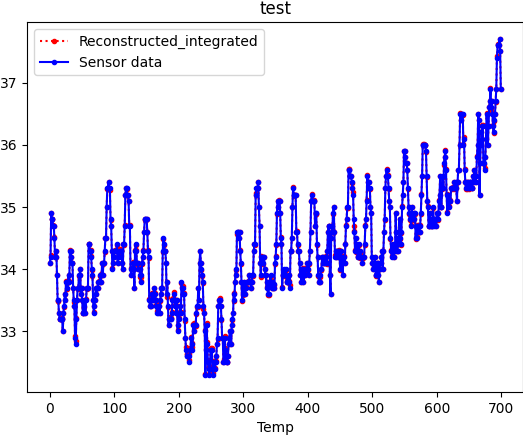 test
Reconstructed_integrated
Sensor data
37
36
35
34
33
0 100 200 300 400 500 600 700
Temp